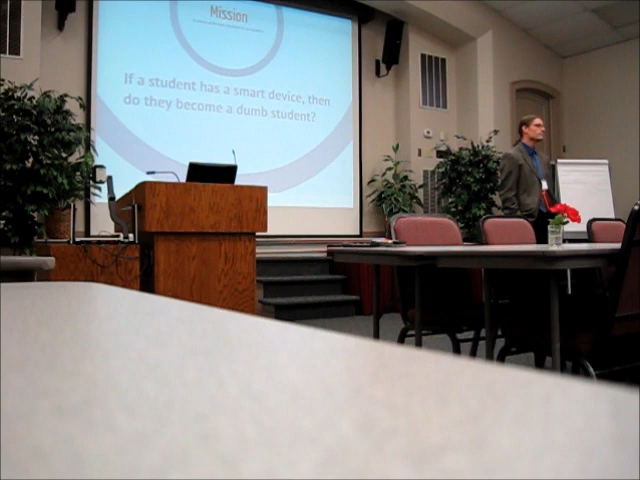 Mission
If a student has a smart device, then
do they become a dumb student?